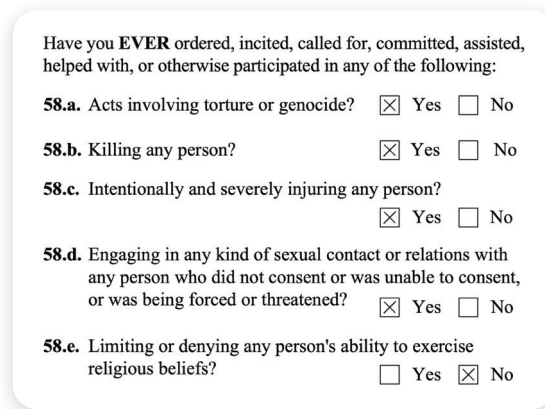 Have you EVER ordered, incited, called for, committed, assisted,
helped with, or otherwise participated in any of the following:
58.a. Acts involving torture or genocide? ☒ Yes ☐ No
58.b. Killing any person? ☒ Yes ☐ No
58.c. Intentionally and severely injuring any person?
☒ Yes ☐ No
58.d. Engaging in any kind of sexual contact or relations with
any person who did not consent or was unable to consent,
or was being forced or threatened? ☒ Yes ☐ No
58.e. Limiting or denying any person's ability to exercise
religious beliefs? ☐ Yes ☒ No